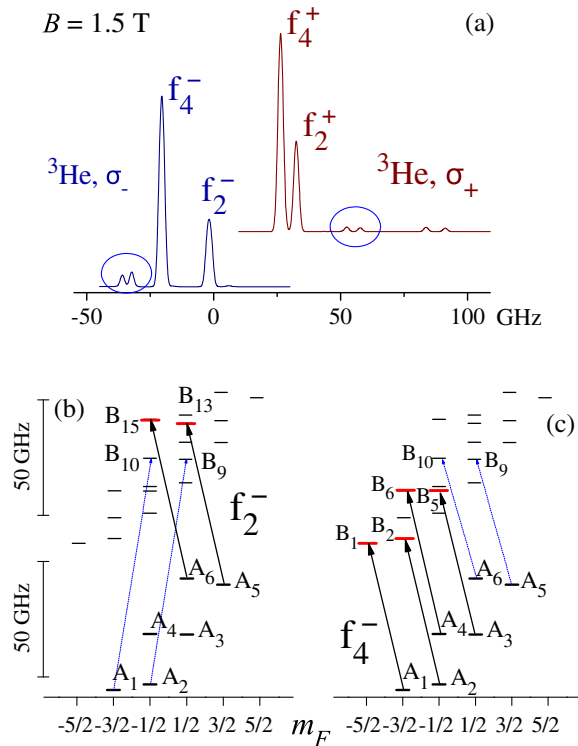 B = 1.5 T
(a)
f₄⁺
f₂⁺
f₄⁻
f₂⁻
³He, σ₋
³He, σ₊
-50 0 50 100 GHz
(b)
B₁₃
B₁₅
B₁₀
B₉
f₂⁻
A₆
A₅
A₄
A₃
A₁
A₂
50 GHz
50 GHz
-5/2 -3/2 -1/2 1/2 3/2 5/2
m_F
(c)
B₁₀
B₉
B₆
B₅
B₂
B₁
A₆
A₅
A₄
A₃
f₄⁻
A₁
A₂
-5/2 -3/2 -1/2 1/2 3/2 5/2